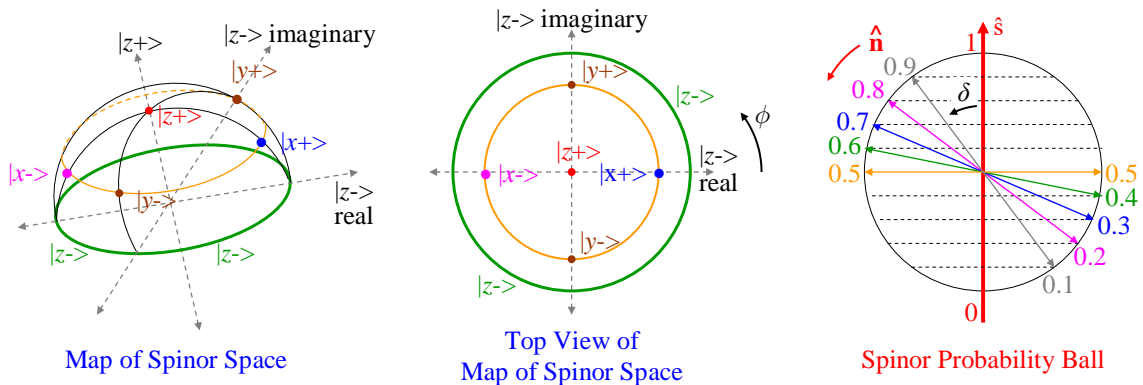 |z+>
|z-> imaginary
|y+>
|z+>
|x+>
|x->
|y->
|z->
real
|z->
|z->
Map of Spinor Space
|z-> imaginary
|y+>
|z->
ϕ
|z+>
|z->
|x->
|x+>
real
|y->
|z->
Top View of
Map of Spinor Space
ŝ
1
n̂
0.9
0.8
δ
0.7
0.6
0.5
0.5
0.4
0.3
0.2
0.1
0
Spinor Probability Ball